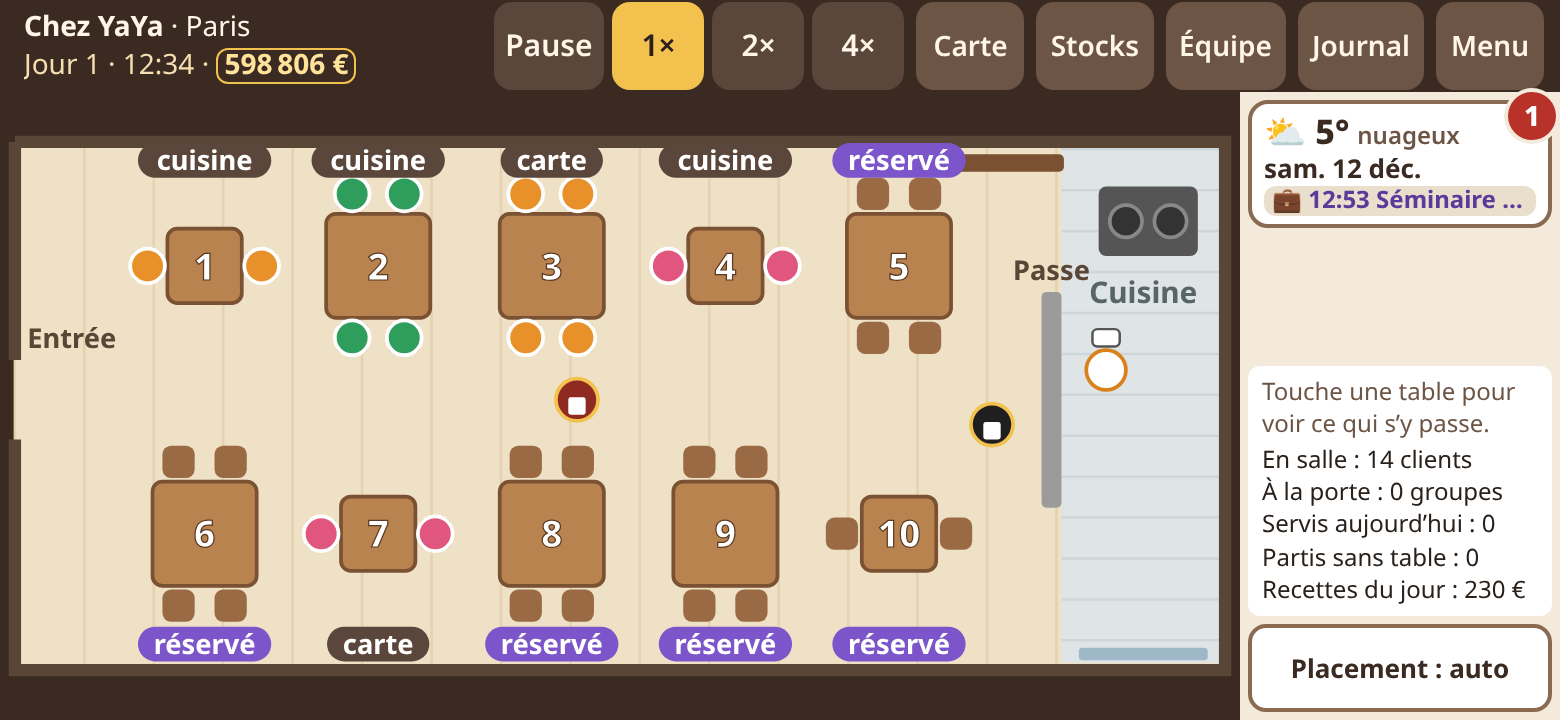 Chez YaYa · Paris
Jour 1 · 12:34 · 598 806 €
Pause
1×
2×
4×
Carte
Stocks
Équipe
Journal
Menu
1
5° nuageux
sam. 12 déc.
12:53 Séminaire ...
cuisine
cuisine
carte
cuisine
réservé
1
2
3
4
5
Passe
Cuisine
Entrée
6
7
8
9
10
réservé
carte
réservé
réservé
réservé
Touche une table pour
voir ce qui s’y passe.
En salle : 14 clients
À la porte : 0 groupes
Servis aujourd’hui : 0
Partis sans table : 0
Recettes du jour : 230 €
Placement : auto